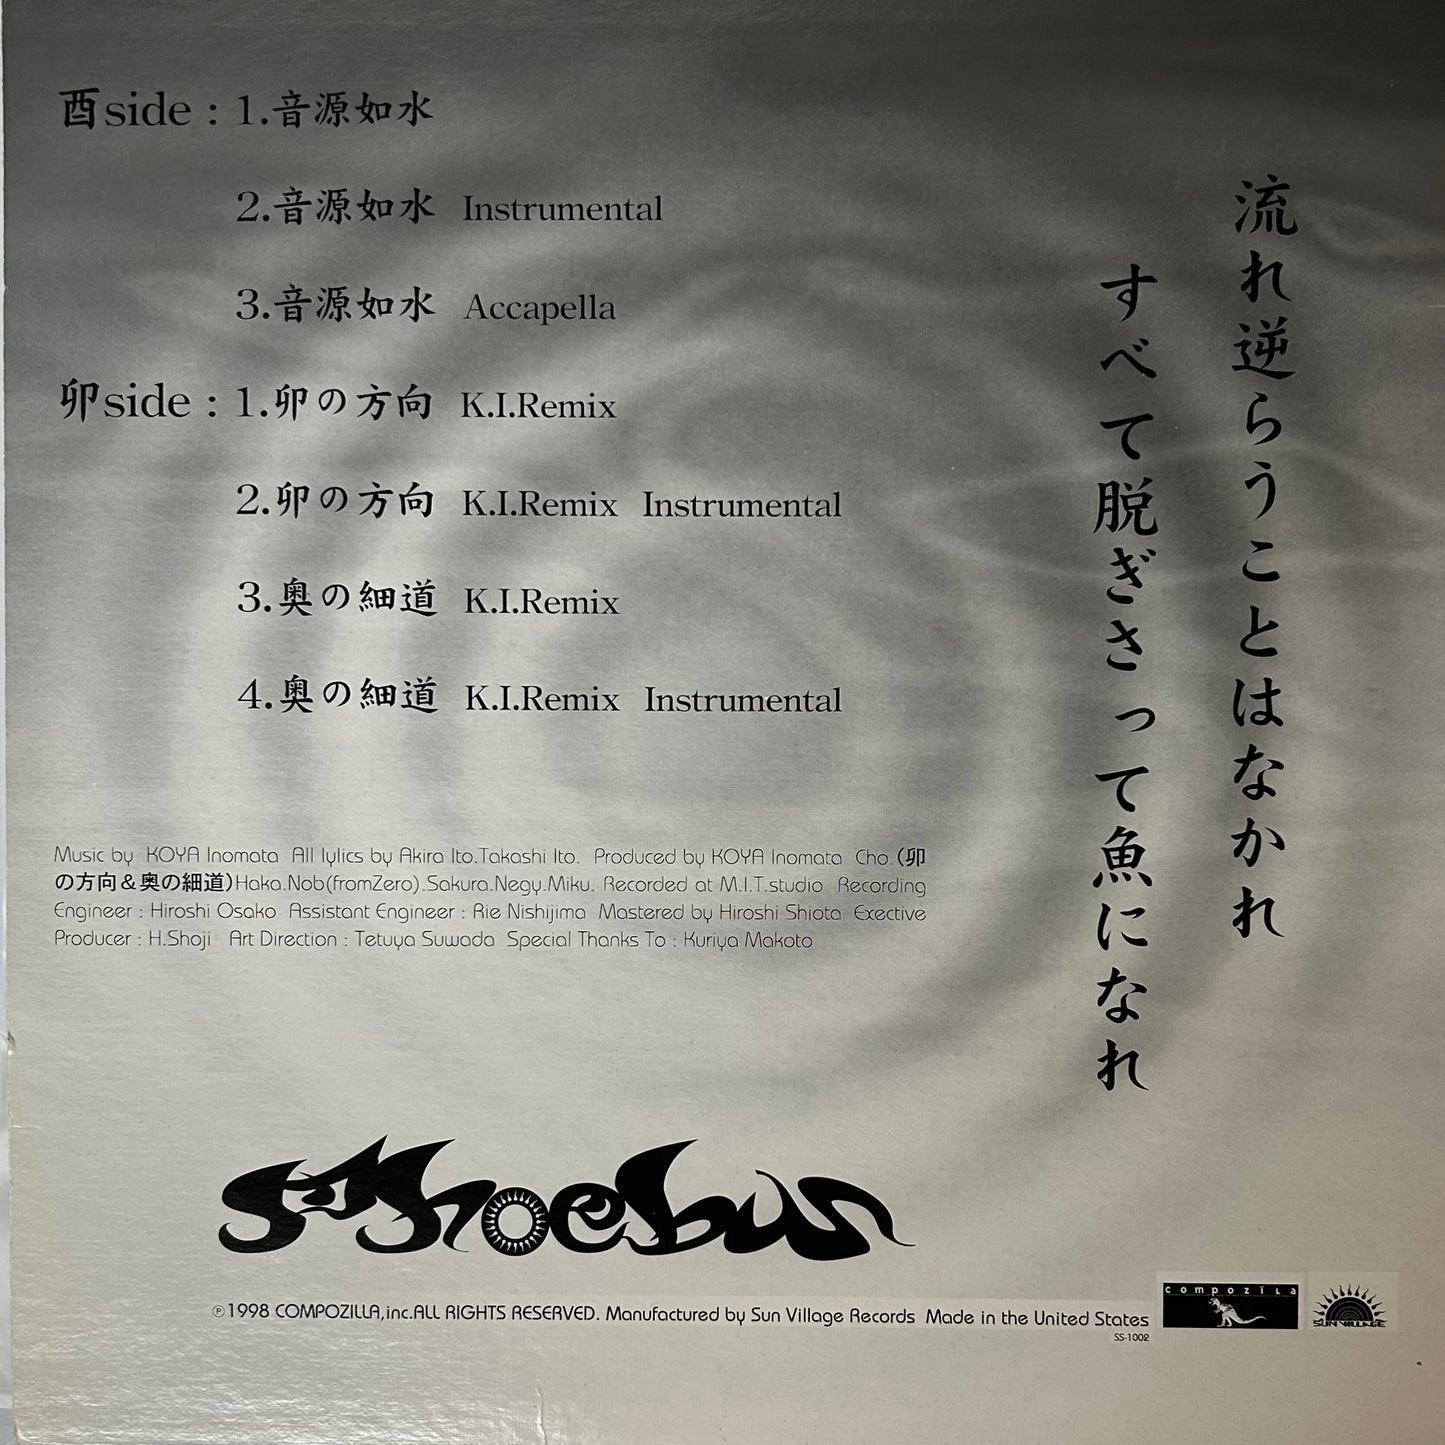 酉side : 1.音源如水
2.音源如水 Instrumental
3.音源如水 Accapella
卯side : 1.卯の方向 K.I.Remix
2.卯の方向 K.I.Remix Instrumental
3.奥の細道 K.I.Remix
4.奥の細道 K.I.Remix Instrumental
流れ逆らうことはなかれ
すべて脱ぎさって魚になれ
Music by KOYA Inomata All lylics by Akira Ito.Takashi Ito. Produced by KOYA Inomata Cho.(卯
の方向&奥の細道)Haka.Nob(fromZero).Sakura.Negy.Miku. Recorded at M.I.T.studio Recording
Engineer : Hiroshi Osako Assistant Engineer : Rie Nishijima Mastered by Hiroshi Shiota Exective
Producer : H.Shoji Art Direction : Tetuya Suwada Special Thanks To : Kuriya Makoto
Phoebus
℗1998 COMPOZILLA,inc.ALL RIGHTS RESERVED. Manufactured by Sun Village Records Made in the United States
SS-1002
compozila
SUN VILLAGE